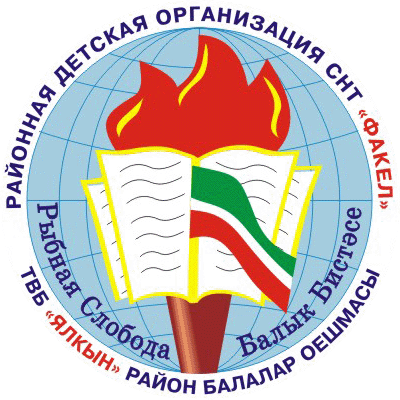 РАЙОННАЯ ДЕТСКАЯ ОРГАНИЗАЦИЯ СНТ «ФАКЕЛ»
Рыбная Слобода
Балык Бистәсе
ТВБ «ЯЛКЫН» РАЙОН БАЛАЛАР ОЕШМАСЫ